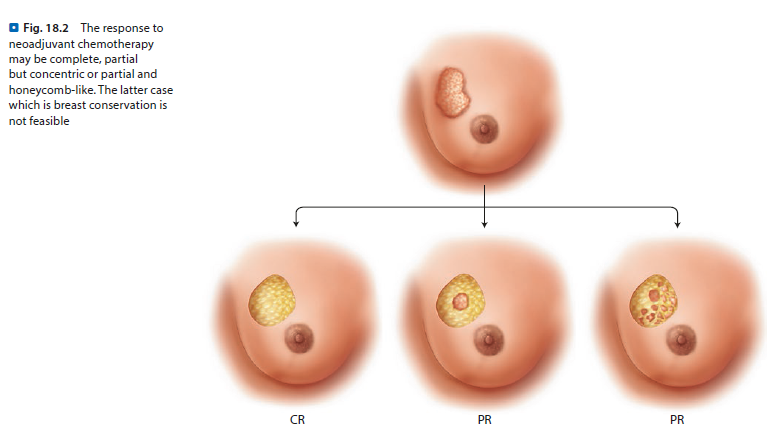 Fig. 18.2 The response to
neoadjuvant chemotherapy
may be complete, partial
but concentric or partial and
honeycomb-like. The latter case
which is breast conservation is
not feasible
CR
PR
PR